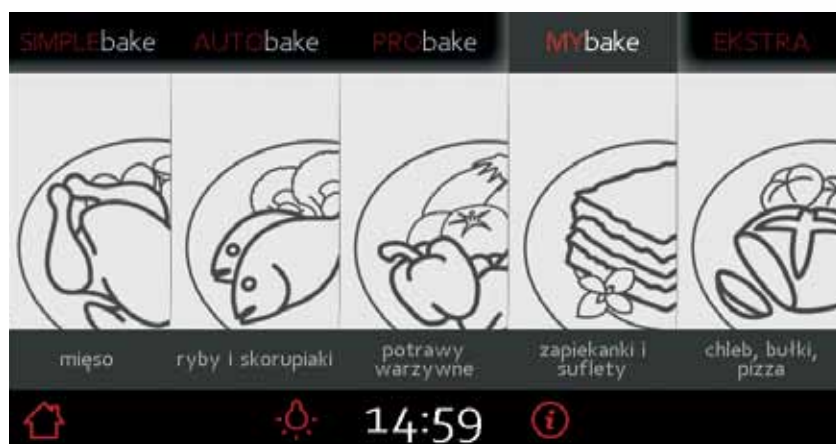 SIMPLEbake AUTObake PRObake MYbake EKSTRA
mięso
ryby i skorupiaki
potrawy
warzywne
zapiekanki i
suflety
chleb, bułki,
pizza
14:59
i